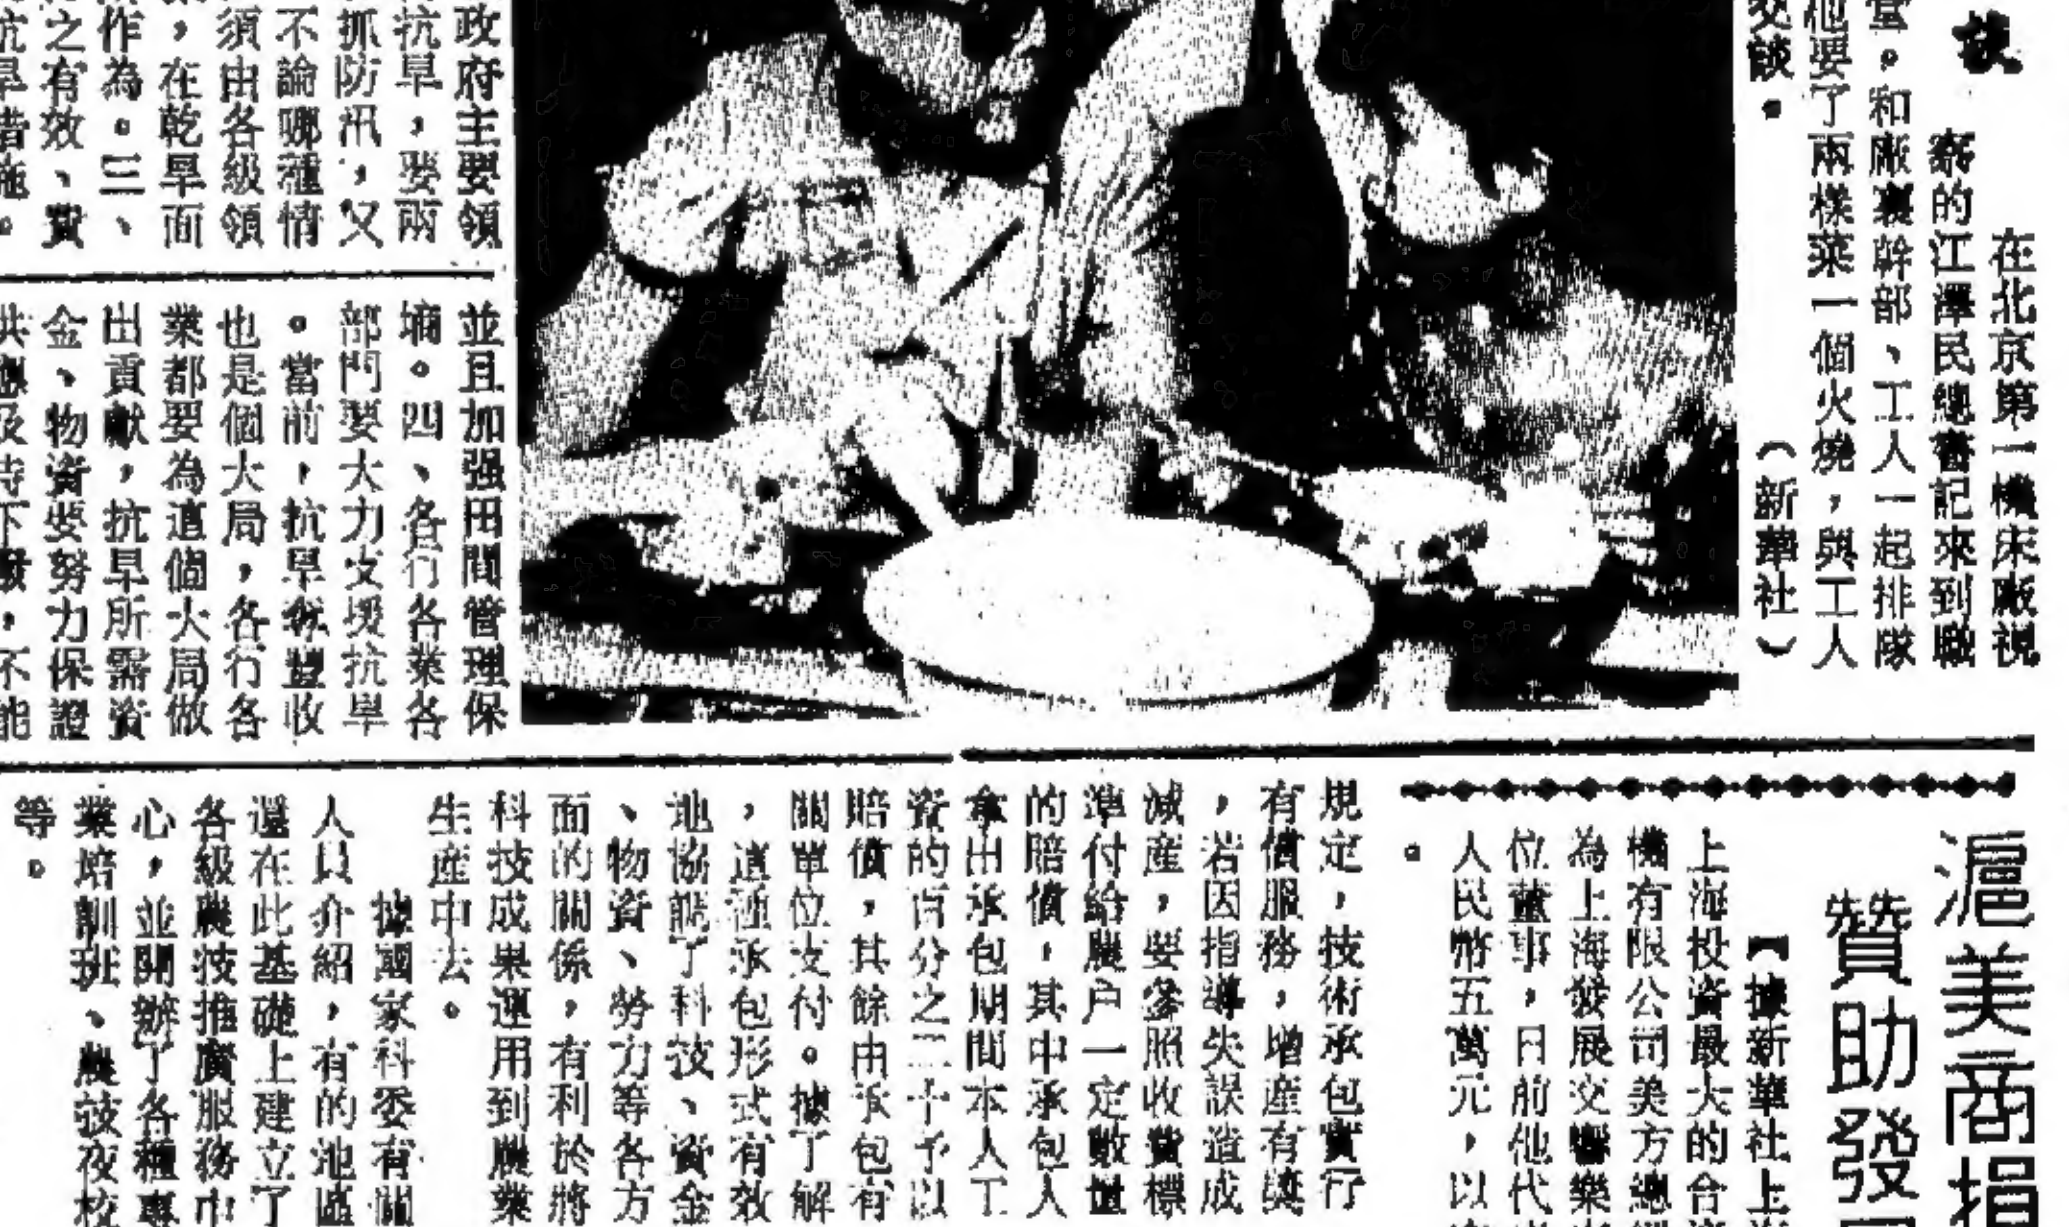 談
在北京第一機床廠視
察的江澤民總書記來到職
堂。和廠裏幹部、工人一起排隊
他要了兩樣菜一個火燒，與工人
交談。（新華社）
政府主要領
抗旱，要兩
抓防汛，又
不論哪種情
須由各級領
，在乾旱面
作為。三、
之有效、費
抗旱措施。
並且加强田間管理保
墒。四、各行各業各
部門要大力支援抗旱
。當前，抗旱奪豐收
也是個大局，各行各
業都要為這個大局做
出貢獻，抗旱所需資
金、物資要努力保證
供應及時下撥，不能
滬美商捐
贊助發
【據新華社上海
上海投資最大的合資
機有限公司美方總
為上海發展交響樂
位董事，日前他代
人民幣五萬元，以
。
規定，技術承包實行
有償服務，增産有獎
，若因指導失誤造成
減産，要參照收費標
準付給農户一定數量
的賠償，其中承包人
拿出承包期間本人工
資的百分之二十予以
賠償，其餘由承包有
關單位支付。據了解
，這種承包形式有效
地協調了科技、資金
、物資、勞力等各方
面的關係，有利於將
科技成果運用到農業
生産中去。
據國家科委有關
人員介紹，有的地區
還在此基礎上建立了
各級農技推廣服務中
心，並開辦了各種專
業培訓班、農技夜校
等。